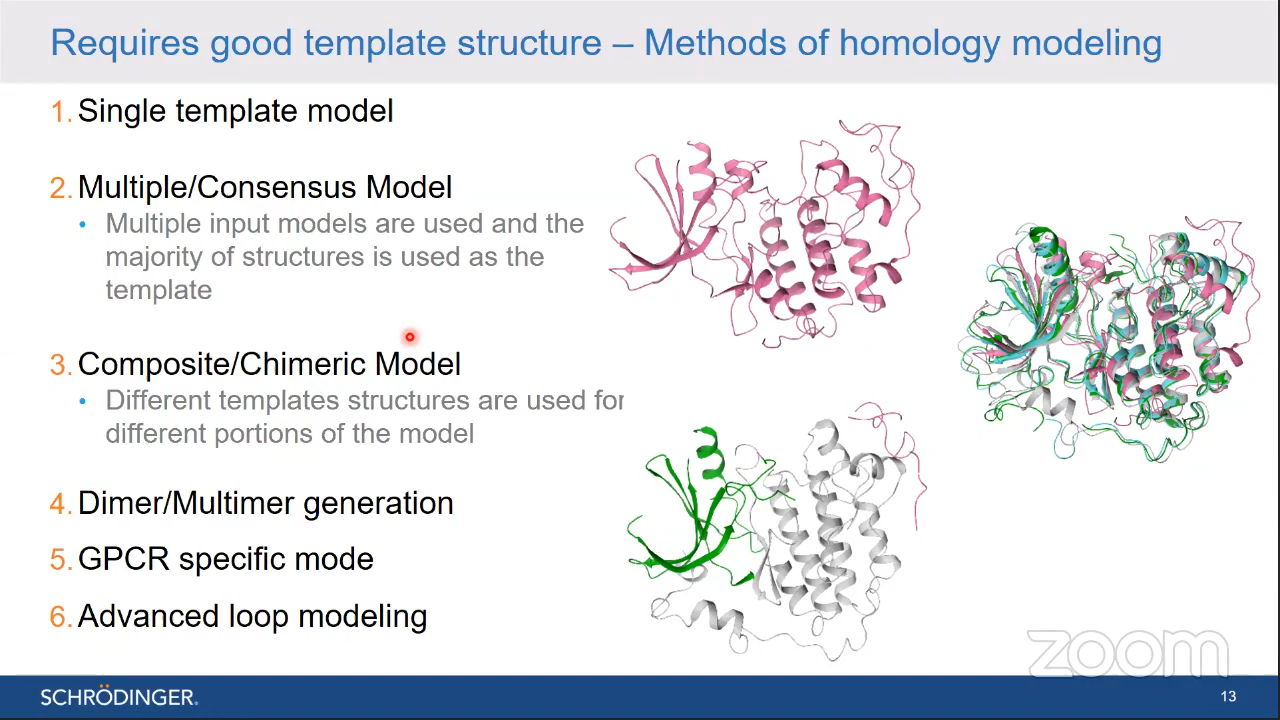 Requires good template structure – Methods of homology modeling
1. Single template model
2. Multiple/Consensus Model
• Multiple input models are used and the
majority of structures is used as the
template
3. Composite/Chimeric Model
• Different templates structures are used for
different portions of the model
4. Dimer/Multimer generation
5. GPCR specific mode
6. Advanced loop modeling
zoom
SCHRÖDINGER.
13